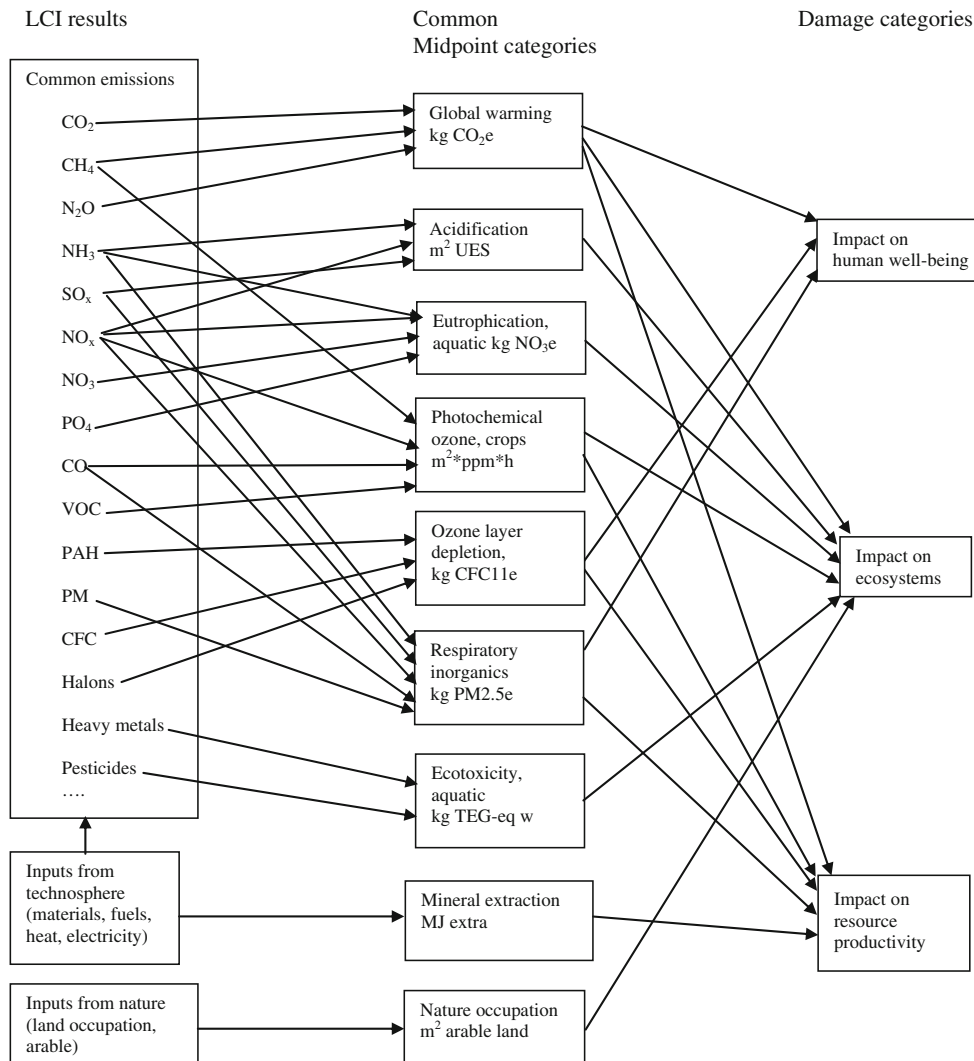 LCI results
Common
Midpoint categories
Damage categories
Common emissions
CO₂
CH₄
N₂O
NH₃
SOₓ
NOₓ
NO₃
PO₄
CO
VOC
PAH
PM
CFC
Halons
Heavy metals
Pesticides
....
Inputs from
technosphere
(materials, fuels,
heat, electricity)
Inputs from nature
(land occupation,
arable)
Global warming
kg CO₂e
Acidification
m² UES
Eutrophication,
aquatic kg NO₃e
Photochemical
ozone, crops
m²*ppm*h
Ozone layer
depletion,
kg CFC11e
Respiratory
inorganics
kg PM2.5e
Ecotoxicity,
aquatic
kg TEG-eq w
Mineral extraction
MJ extra
Nature occupation
m² arable land
Impact on
human well-being
Impact on
ecosystems
Impact on
resource
productivity